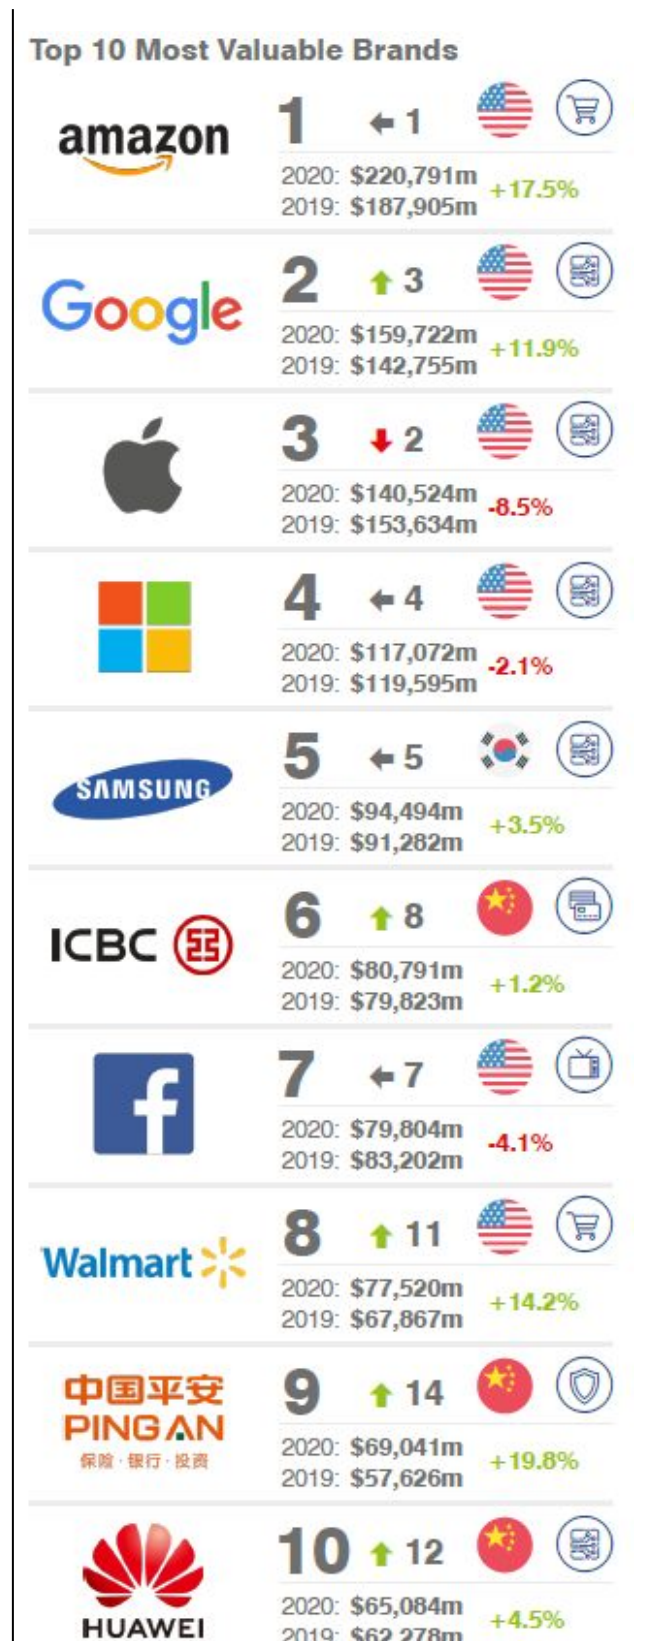 Top 10 Most Valuable Brands
amazon
1 1
2020: $220,791m
2019: $187,905m
+17.5%
Google
2 3
2020: $159,722m
2019: $142,755m
+11.9%
3 2
2020: $140,524m
2019: $153,634m
-8.5%
4 4
2020: $117,072m
2019: $119,595m
-2.1%
SAMSUNG
5 5
2020: $94,494m
2019: $91,282m
+3.5%
ICBC
6 8
2020: $80,791m
2019: $79,823m
+1.2%
f
7 7
2020: $79,804m
2019: $83,202m
-4.1%
Walmart
8 11
2020: $77,520m
2019: $67,867m
+14.2%
中国平安
PING AN
保险·银行·投资
9 14
2020: $69,041m
2019: $57,626m
+19.8%
HUAWEI
10 12
2020: $65,084m
2019: $62,278m
+4.5%